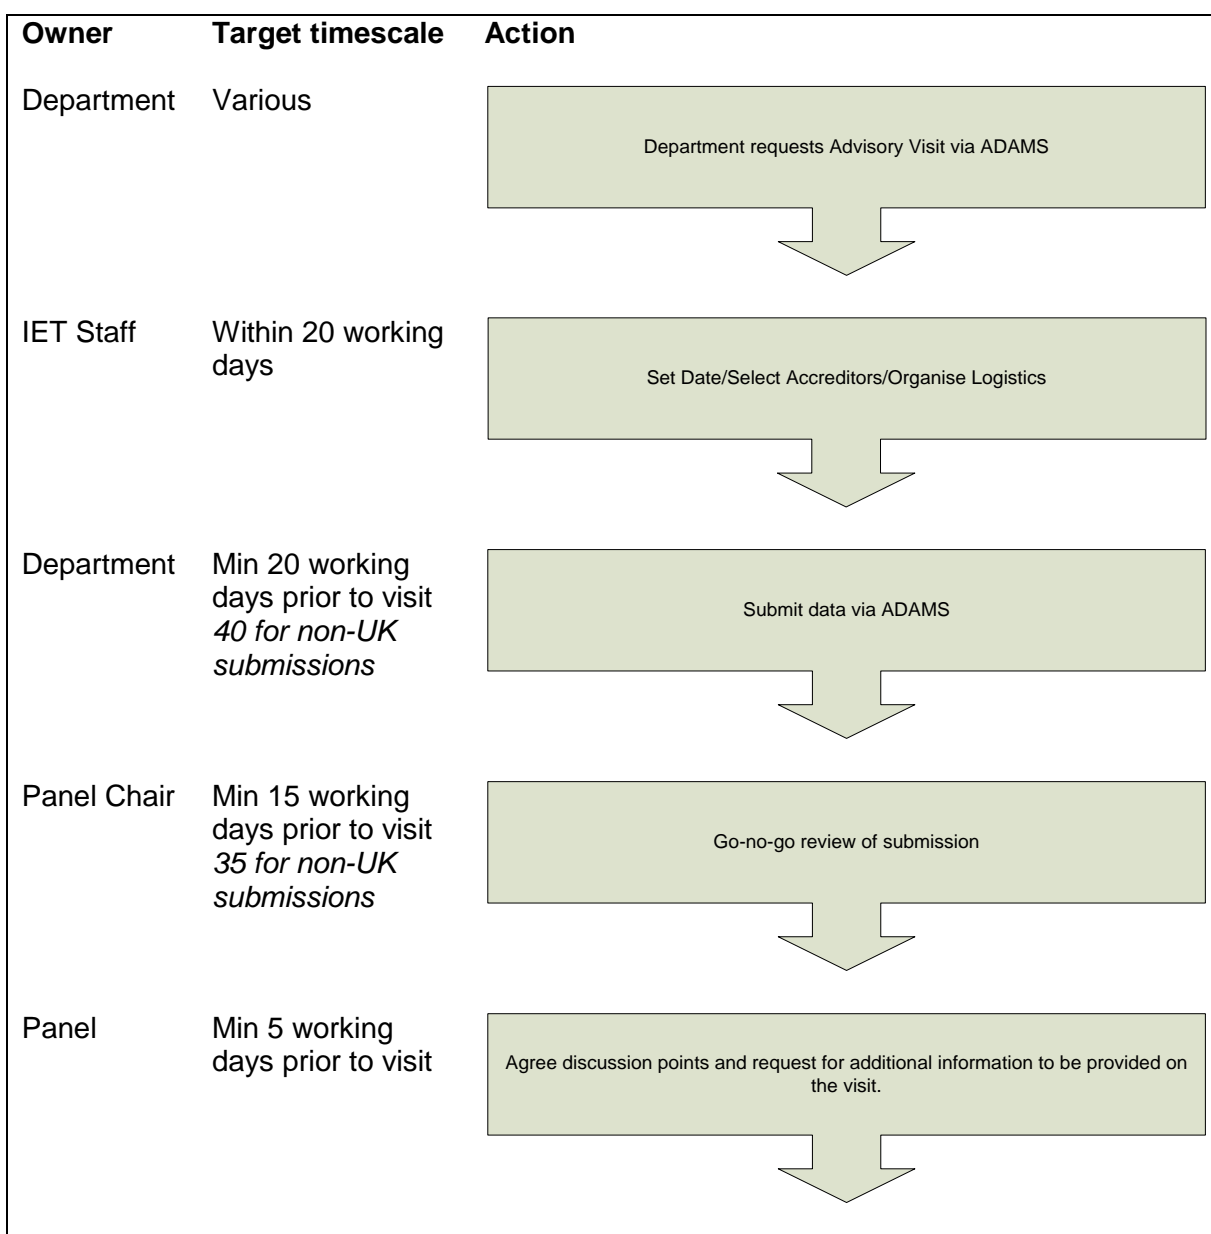 Owner Target timescale Action
Department Various
Department requests Advisory Visit via ADAMS
IET Staff Within 20 working
days
Set Date/Select Accreditors/Organise Logistics
Department Min 20 working
days prior to visit
40 for non-UK
submissions
Submit data via ADAMS
Panel Chair Min 15 working
days prior to visit
35 for non-UK
submissions
Go-no-go review of submission
Panel Min 5 working
days prior to visit
Agree discussion points and request for additional information to be provided on
the visit.